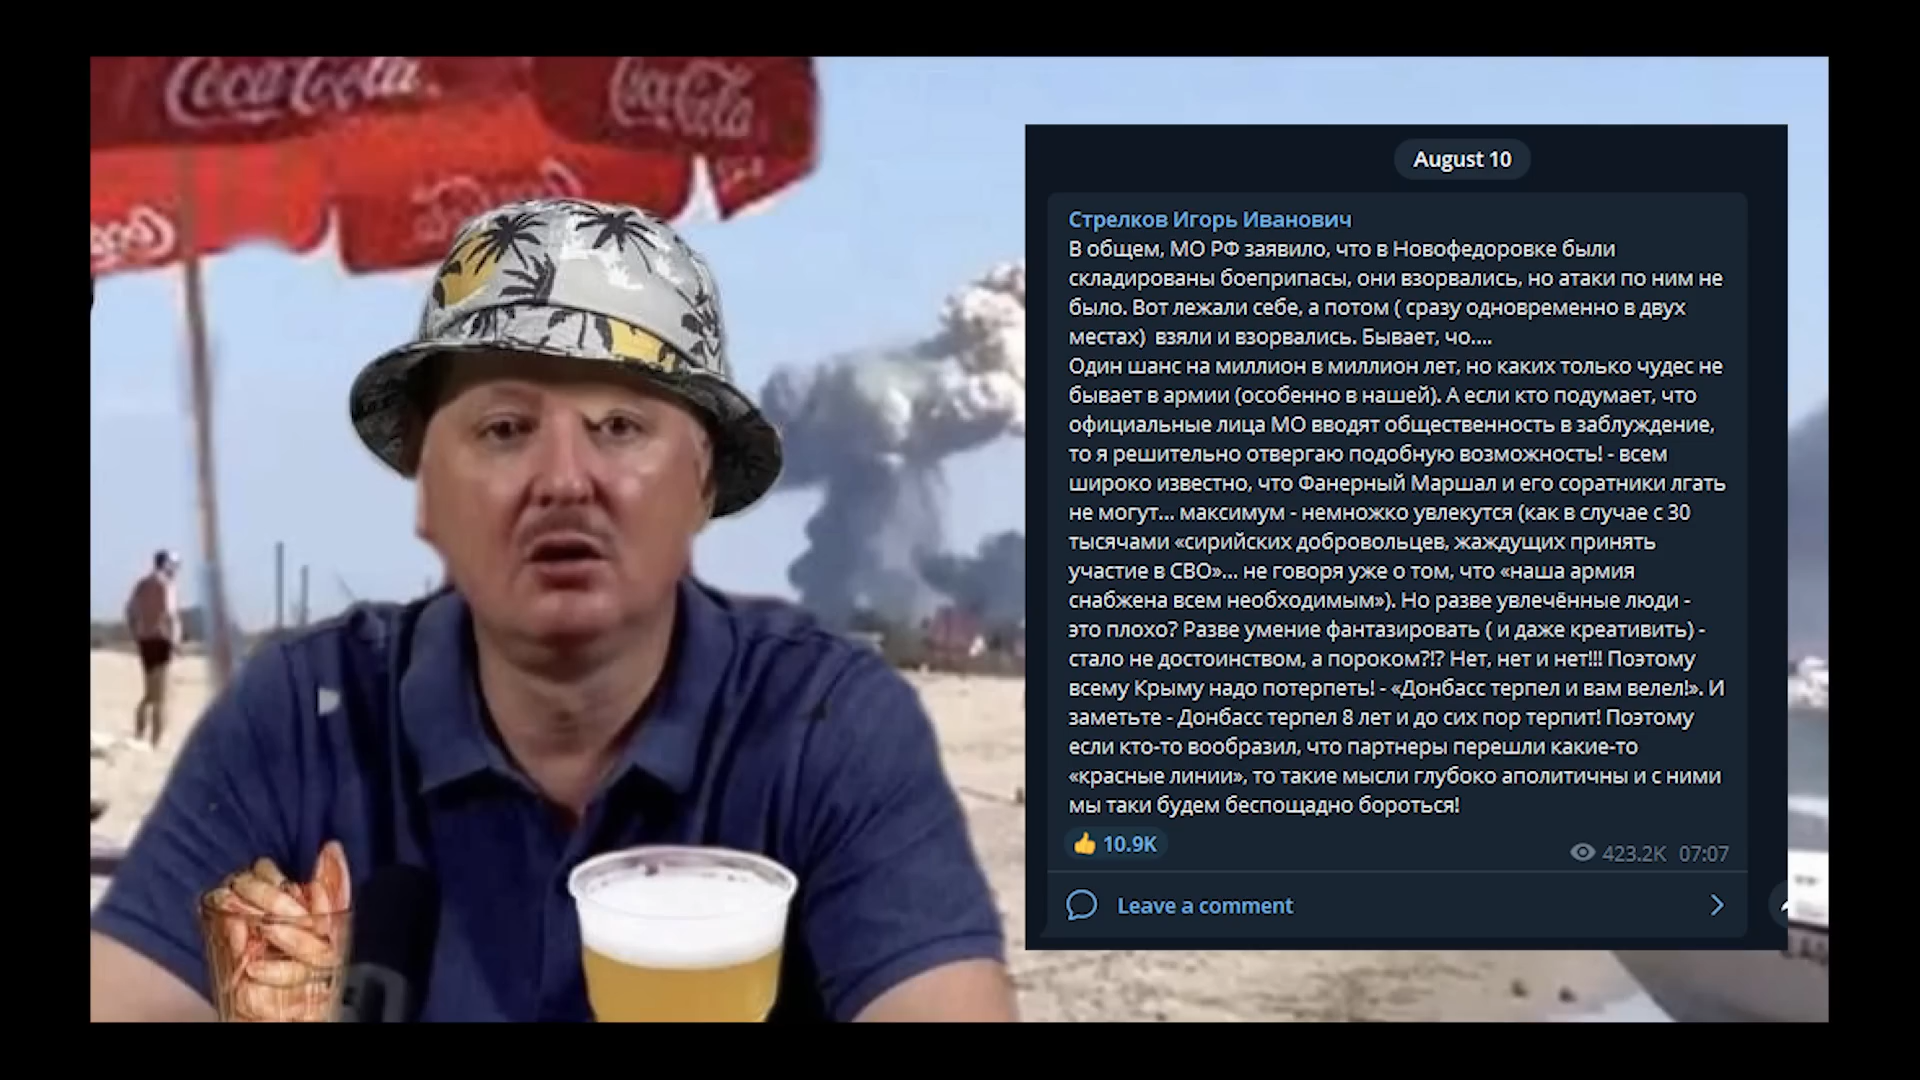 Coca-Cola
Coca-Cola
August 10
Стрелков Игорь Иванович
В общем, МО РФ заявило, что в Новофедоровке были
складированы боеприпасы, они взорвались, но атаки по ним не
было. Вот лежали себе, а потом ( сразу одновременно в двух
местах)  взяли и взорвались. Бывает, чо....
Один шанс на миллион в миллион лет, но каких только чудес не
бывает в армии (особенно в нашей). А если кто подумает, что
официальные лица МО вводят общественность в заблуждение,
то я решительно отвергаю подобную возможность! - всем
широко известно, что Фанерный Маршал и его соратники лгать
не могут... максимум - немножко увлекутся (как в случае с 30
тысячами «сирийских добровольцев, жаждущих принять
участие в СВО»... не говоря уже о том, что «наша армия
снабжена всем необходимым»). Но разве увлечённые люди -
это плохо? Разве умение фантазировать ( и даже креативить) -
стало не достоинством, а пороком?!? Нет, нет и нет!!! Поэтому
всему Крыму надо потерпеть! - «Донбасс терпел и вам велел!». И
заметьте - Донбасс терпел 8 лет и до сих пор терпит! Поэтому
если кто-то вообразил, что партнеры перешли какие-то
«красные линии», то такие мысли глубоко аполитичны и с ними
мы таки будем беспощадно бороться!
10.9K
423.2K 07:07
Leave a comment